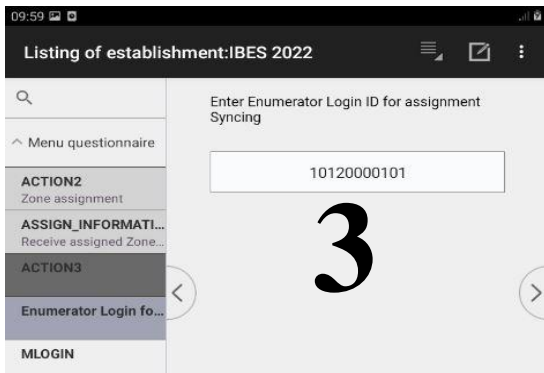 09:59
Listing of establishment:IBES 2022
Menu questionnaire
ACTION2
Zone assignment
ASSIGN_INFORMATI...
Receive assigned Zone...
ACTION3
Enumerator Login fo...
MLOGIN
Enter Enumerator Login ID for assignment
Syncing
10120000101
3